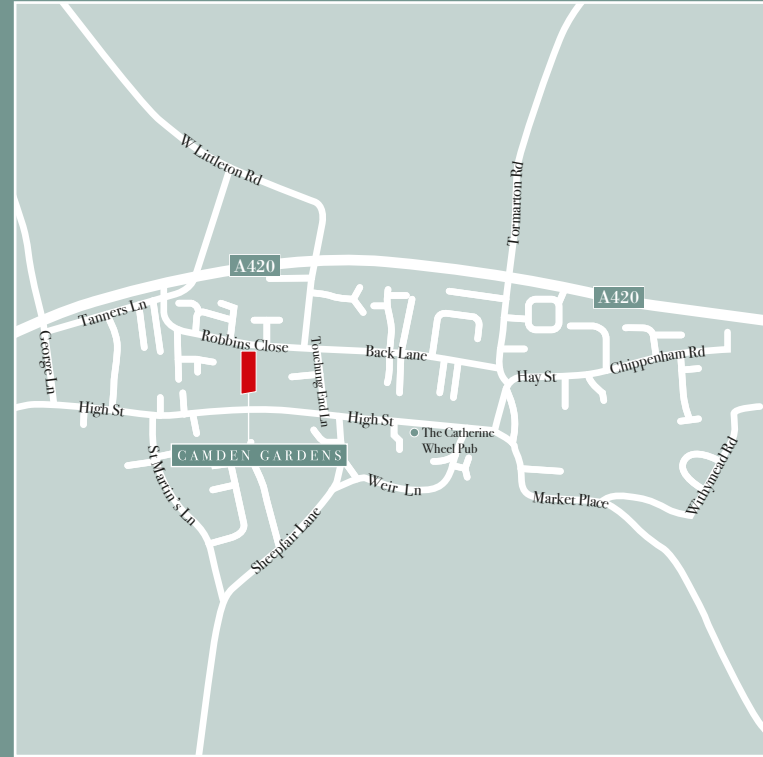 W Littleton Rd
Tormarton Rd
A420
A420
Tanners Ln
Robbins Close
George Ln
Touching End Ln
Back Lane
Chippenham Rd
Hay St
High St
High St
The Catherine
Wheel Pub
CAMDEN GARDENS
St Martin's Ln
Weir Ln
Withymead Rd
Market Place
Sheepfair Lane